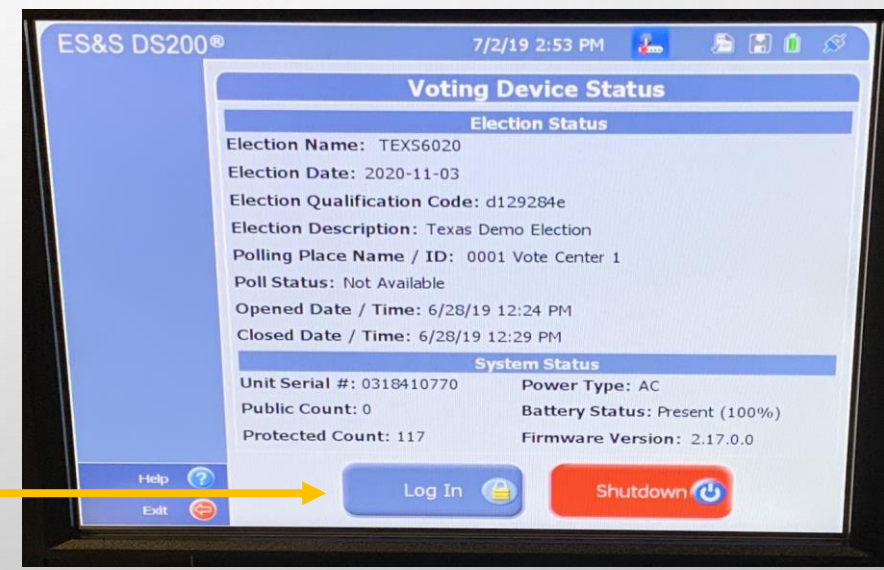 ES&S DS200®
7/2/19 2:53 PM
Voting Device Status
Election Status
Election Name: TEXS6020
Election Date: 2020-11-03
Election Qualification Code: d129284e
Election Description: Texas Demo Election
Polling Place Name / ID: 0001 Vote Center 1
Poll Status: Not Available
Opened Date / Time: 6/28/19 12:24 PM
Closed Date / Time: 6/28/19 12:29 PM
System Status
Unit Serial #: 0318410770 Power Type: AC
Public Count: 0 Battery Status: Present (100%)
Protected Count: 117 Firmware Version: 2.17.0.0
Help
Log In
Shutdown
Exit